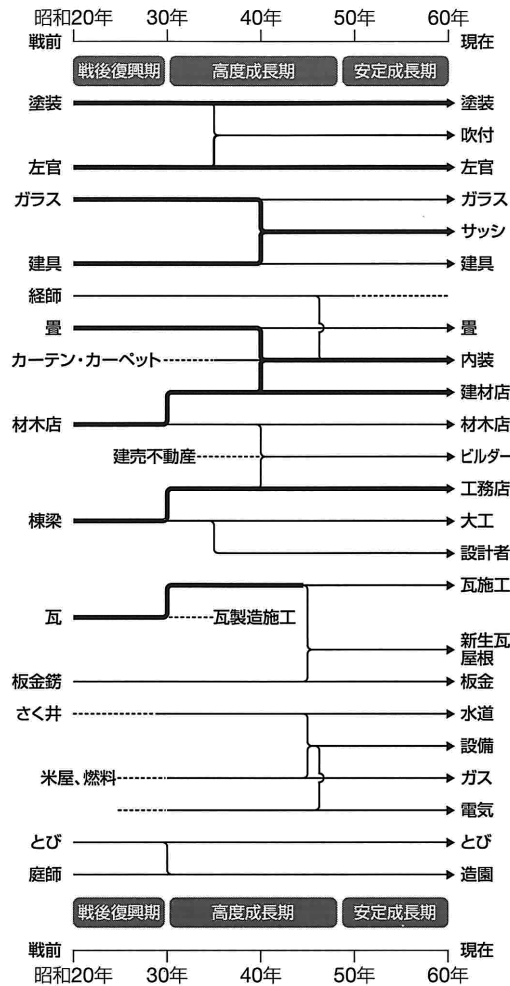 昭和20年 30年 40年 50年 60年
戦前 現在
戦後復興期 高度成長期 安定成長期
塗装 塗装
吹付
左官 左官
ガラス ガラス
サッシ
建具 建具
経師
畳 畳
カーテン・カーペット 内装
建材店
材木店 材木店
建売不動産 ビルダー
工務店
棟梁 大工
設計者
瓦施工
瓦 瓦製造施工
新生瓦
屋根
板金錺 板金
さく井 水道
設備
米屋、燃料 ガス
電気
とび とび
庭師 造園
戦後復興期 高度成長期 安定成長期
戦前 現在
昭和20年 30年 40年 50年 60年